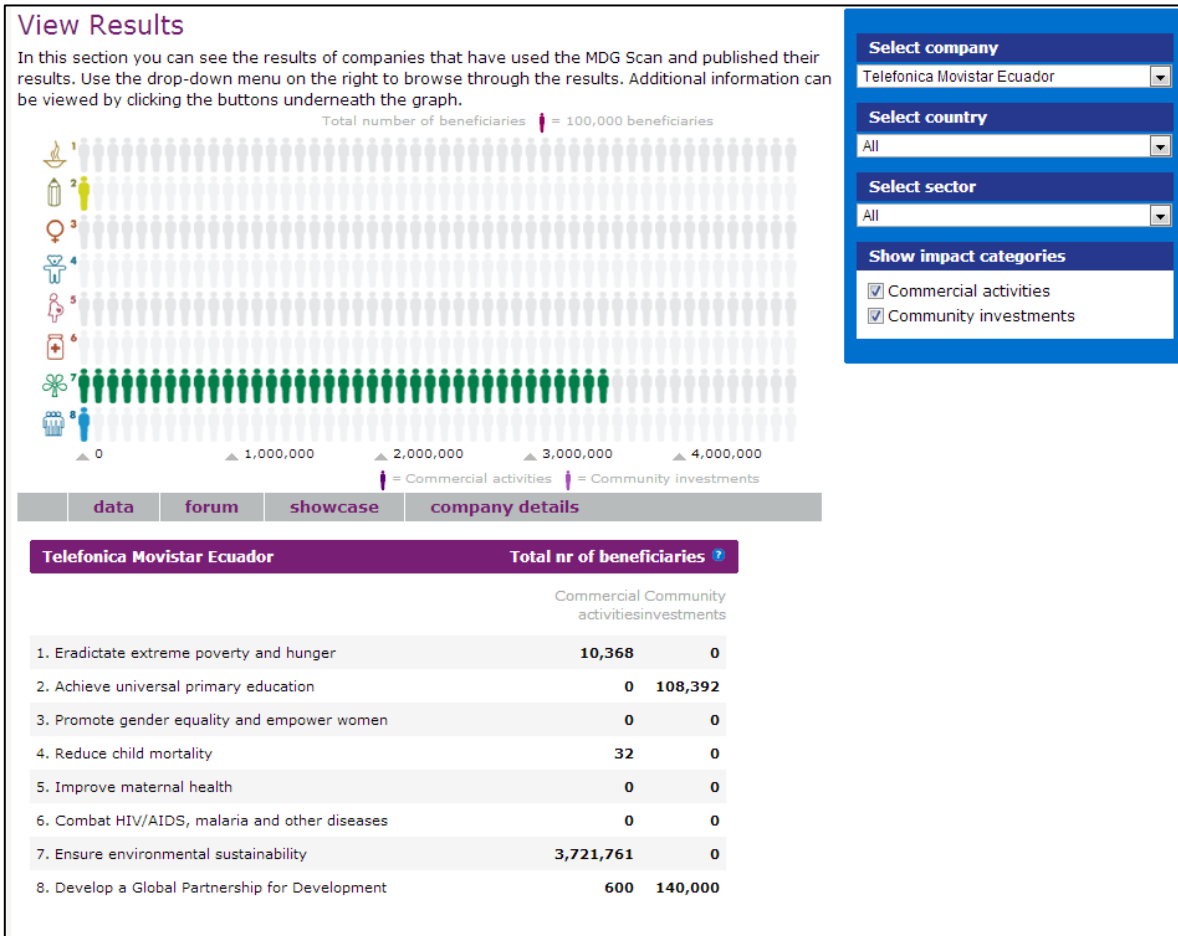 View Results
In this section you can see the results of companies that have used the MDG Scan and published their
results. Use the drop-down menu on the right to browse through the results. Additional information can
be viewed by clicking the buttons underneath the graph.
Total number of beneficiaries = 100,000 beneficiaries
1
2
3
4
5
6
7
8
0 1,000,000 2,000,000 3,000,000 4,000,000
= Commercial activities = Community investments
data forum showcase company details
Telefonica Movistar Ecuador Total nr of beneficiaries ?
Commercial Community
activitiesinvestments
1. Eradictate extreme poverty and hunger 10,368 0
2. Achieve universal primary education 0 108,392
3. Promote gender equality and empower women 0 0
4. Reduce child mortality 32 0
5. Improve maternal health 0 0
6. Combat HIV/AIDS, malaria and other diseases 0 0
7. Ensure environmental sustainability 3,721,761 0
8. Develop a Global Partnership for Development 600 140,000
Select company
Telefonica Movistar Ecuador
Select country
All
Select sector
All
Show impact categories
Commercial activities
Community investments